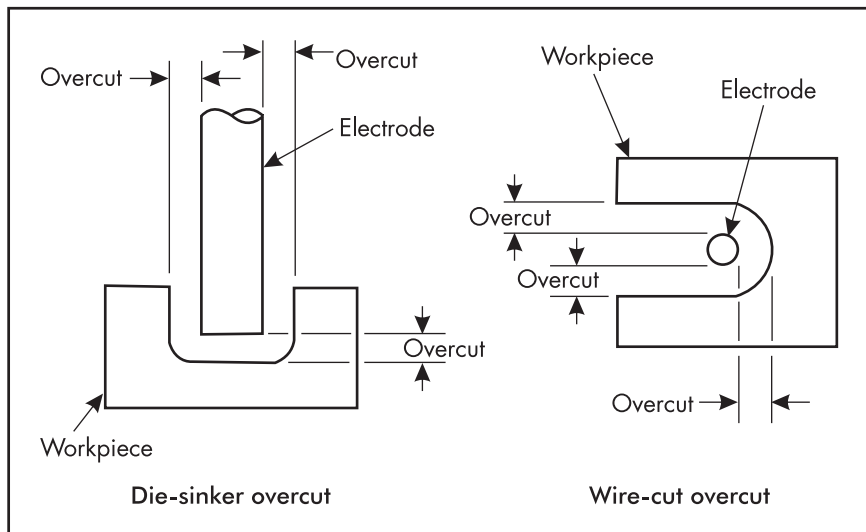 Overcut
Overcut
Electrode
Overcut
Workpiece
Die-sinker overcut
Workpiece
Electrode
Overcut
Overcut
Overcut
Wire-cut overcut